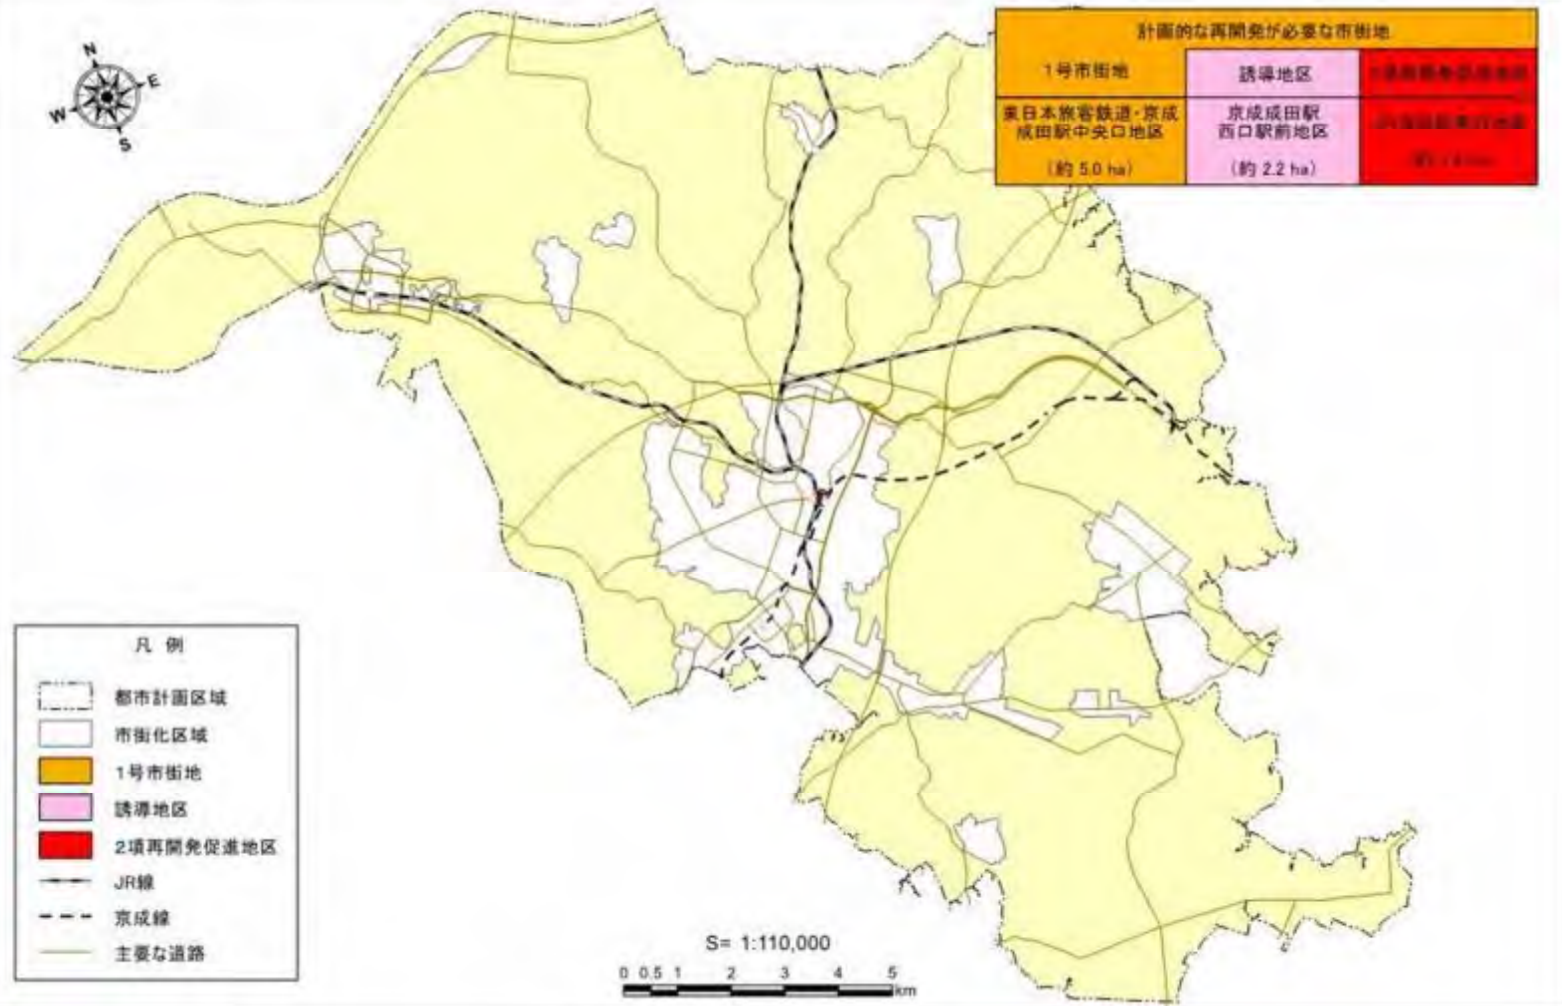 N
E
W
S
計画的な再開発が必要な市街地
1号市街地
誘導地区
東日本旅客鉄道・京成
成田駅中央口地区
(約 5.0 ha)
京成成田駅
西口駅前地区
(約 2.2 ha)
凡 例
都市計画区域
市街化区域
1号市街地
誘導地区
2項再開発促進地区
JR線
京成線
主要な道路
S= 1:110,000
0 0.5 1 2 3 4 5
km